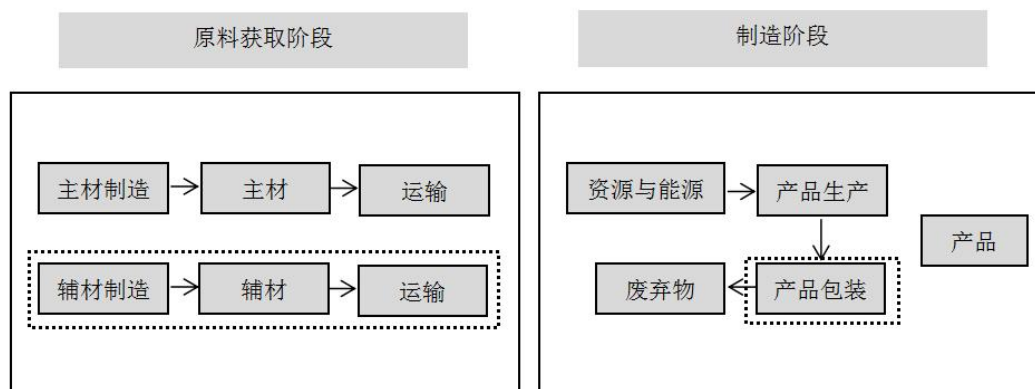 原料获取阶段
制造阶段
主材制造
主材
运输
辅材制造
辅材
运输
资源与能源
产品生产
产品
废弃物
产品包装